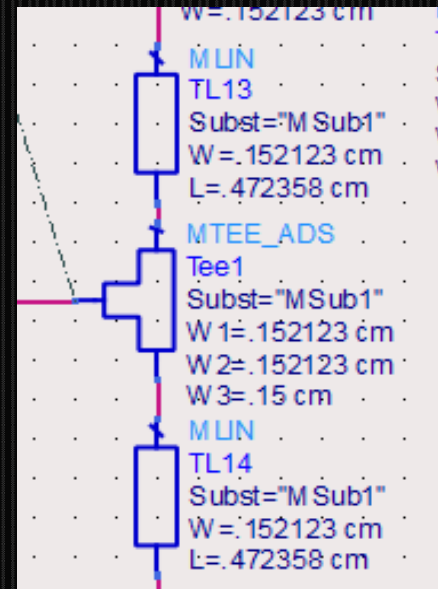 W=.152123 cm
MLIN
TL13
Subst="MSub1"
W=.152123 cm
L=.472358 cm
MTEE_ADS
Tee1
Subst="MSub1"
W1=.152123 cm
W2=.152123 cm
W3=.15 cm
MLIN
TL14
Subst="MSub1"
W=.152123 cm
L=.472358 cm